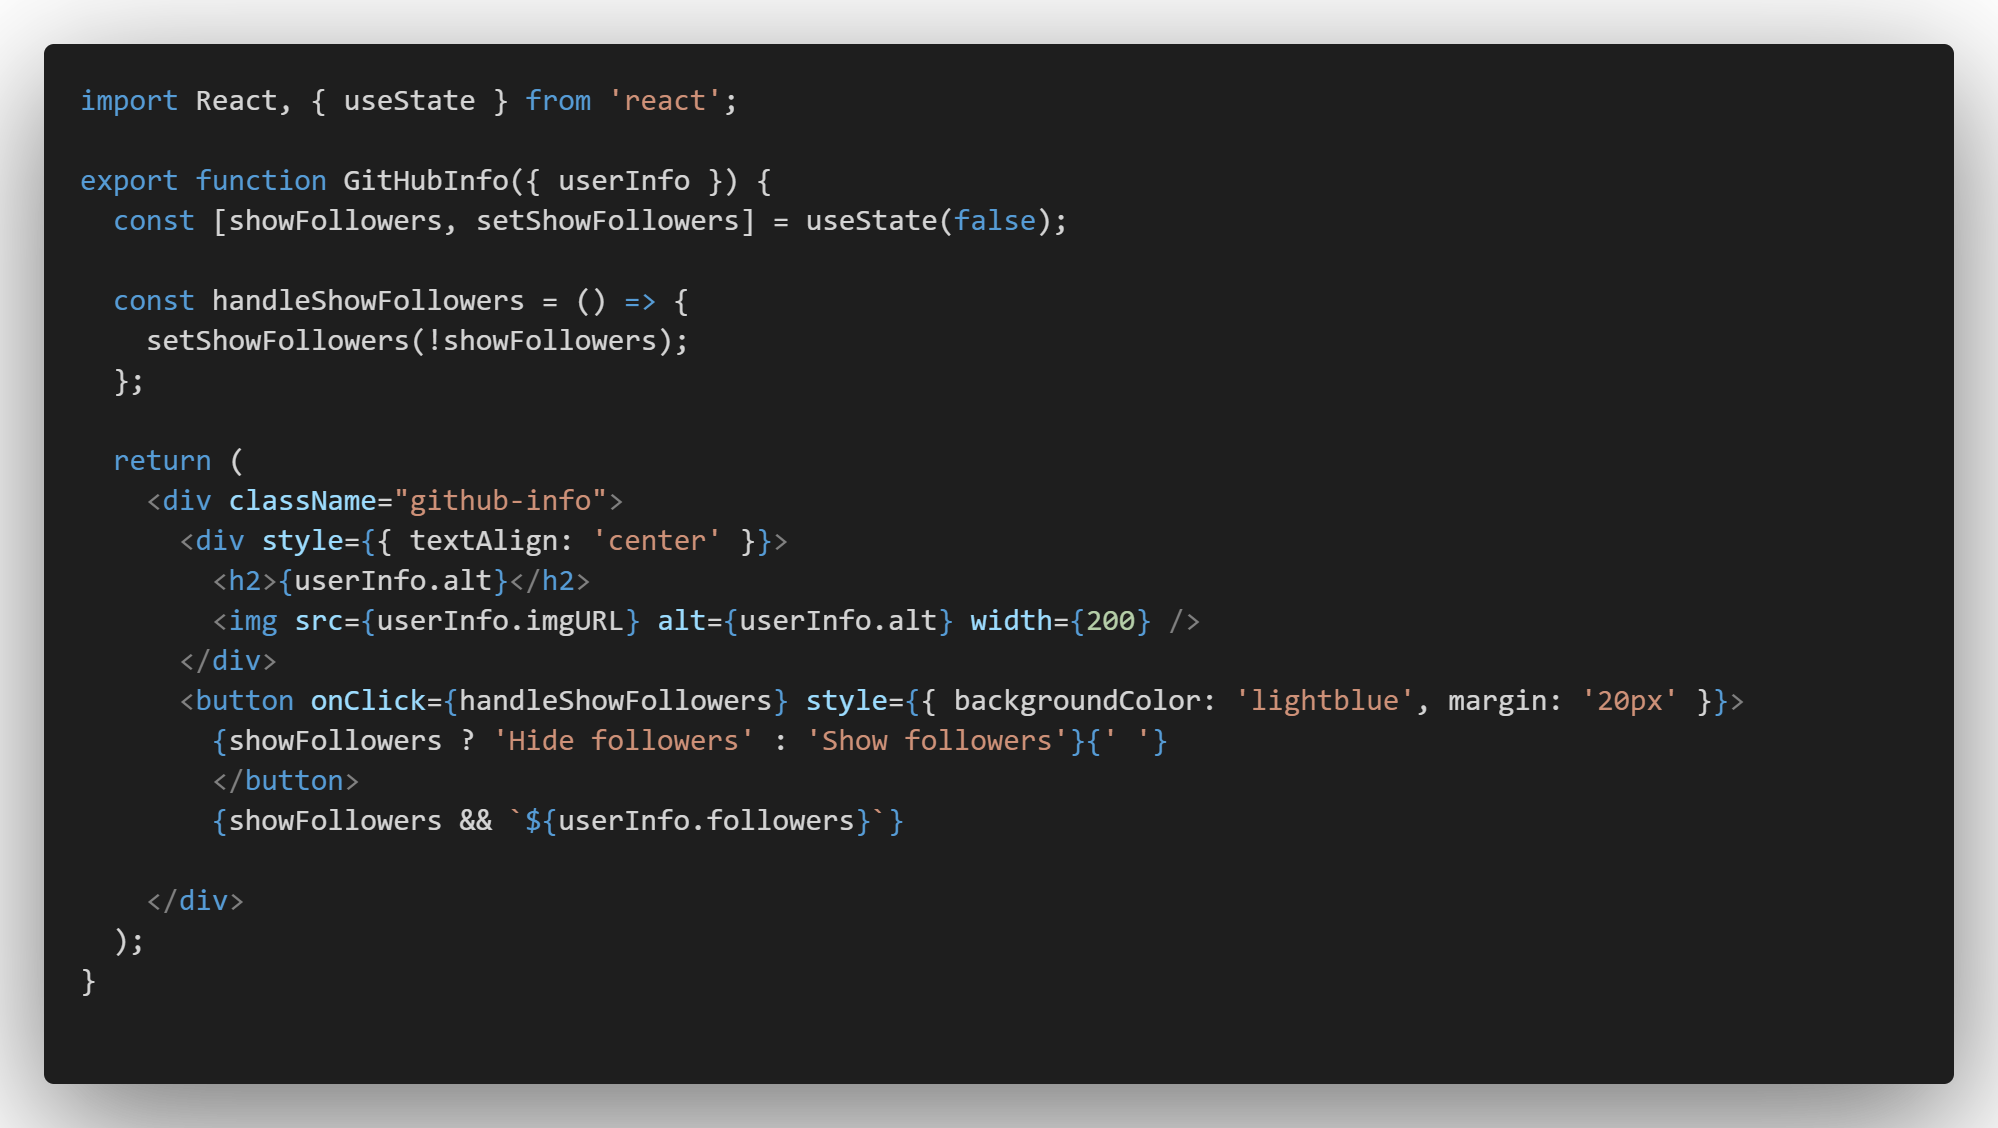 import React, { useState } from 'react';
export function GitHubInfo({ userInfo }) {
  const [showFollowers, setShowFollowers] = useState(false);
  const handleShowFollowers = () => {
    setShowFollowers(!showFollowers);
  };
  return (
    <div className="github-info">
      <div style={{ textAlign: 'center' }}>
        <h2>{userInfo.alt}</h2>
        <img src={userInfo.imgURL} alt={userInfo.alt} width={200} />
      </div>
      <button onClick={handleShowFollowers} style={{ backgroundColor: 'lightblue', margin: '20px' }}>
        {showFollowers ? 'Hide followers' : 'Show followers'}{' '}
        </button>
        {showFollowers && `${userInfo.followers}`}
    </div>
  );
}